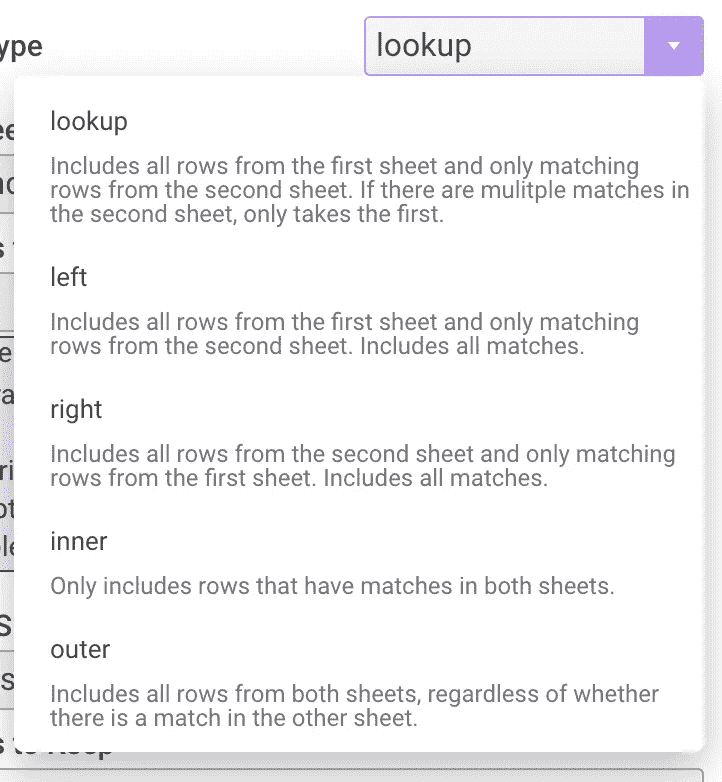 ype
lookup
lookup
Includes all rows from the first sheet and only matching
rows from the second sheet. If there are mulitple matches in
the second sheet, only takes the first.
left
Includes all rows from the first sheet and only matching
rows from the second sheet. Includes all matches.
right
Includes all rows from the second sheet and only matching
rows from the first sheet. Includes all matches.
inner
Only includes rows that have matches in both sheets.
outer
Includes all rows from both sheets, regardless of whether
there is a match in the other sheet.